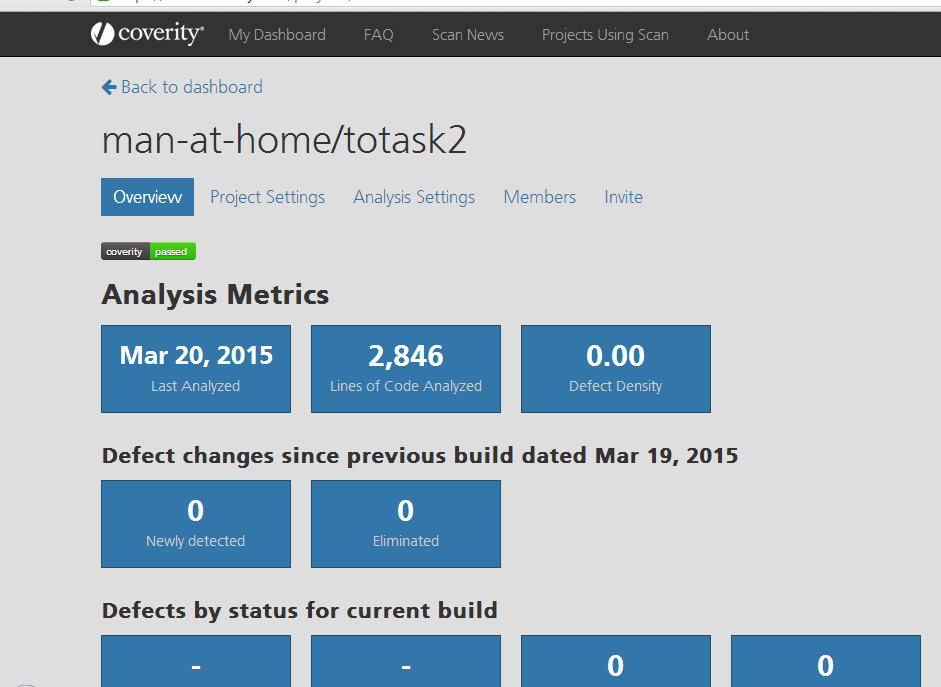 coverity® My Dashboard FAQ Scan News Projects Using Scan About
Back to dashboard
man-at-home/totask2
Overview Project Settings Analysis Settings Members Invite
coverity passed
Analysis Metrics
Mar 20, 2015 2,846 0.00
Last Analyzed Lines of Code Analyzed Defect Density
Defect changes since previous build dated Mar 19, 2015
0 0
Newly detected Eliminated
Defects by status for current build
- - 0 0